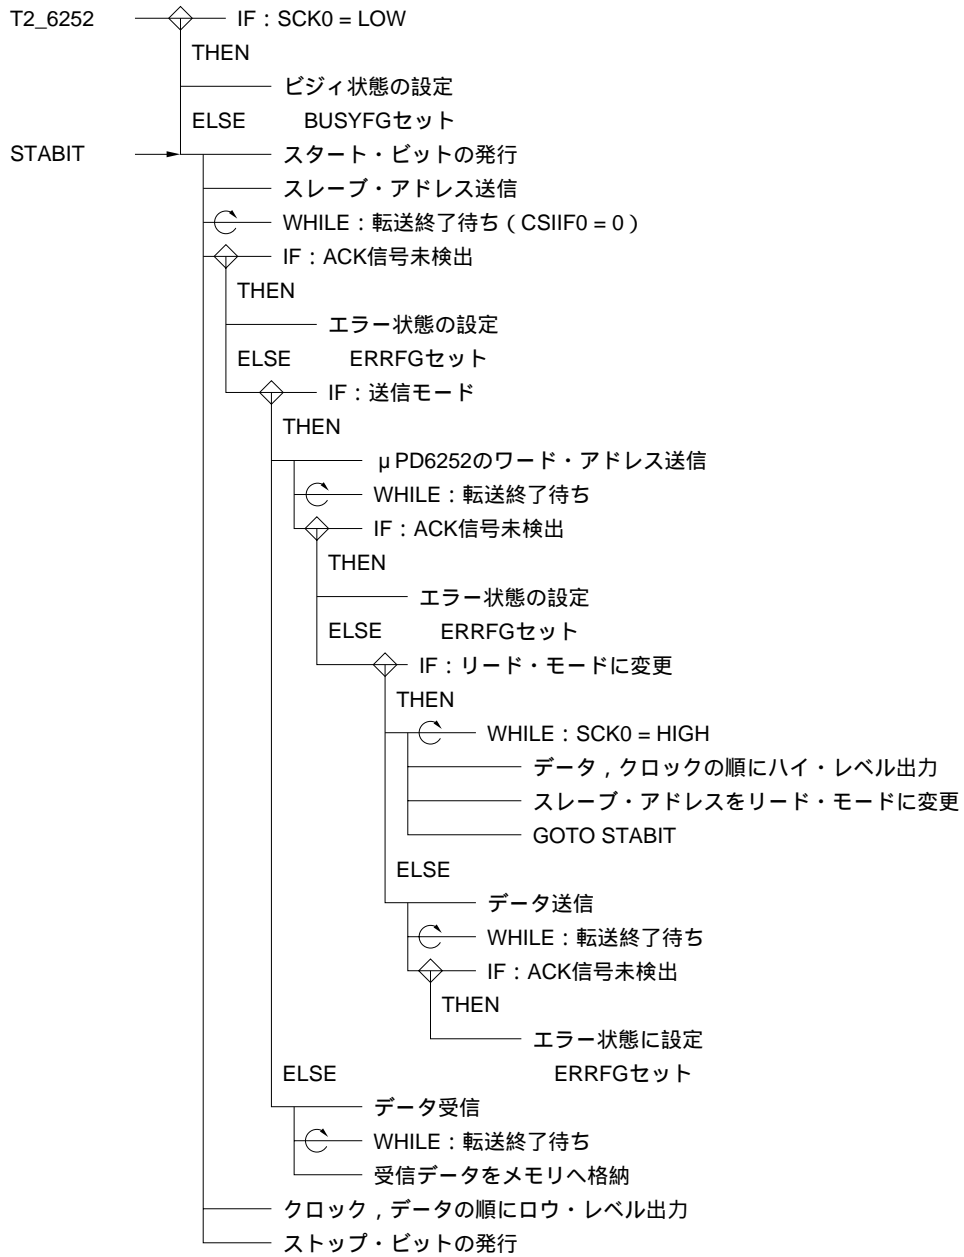 T2_6252 IF：SCK0 = LOW
THEN
ビジィ状態の設定
ELSE BUSYFGセット
STABIT スタート・ビットの発行
スレーブ・アドレス送信
WHILE：転送終了待ち（CSIIF0 = 0）
IF：ACK信号未検出
THEN
エラー状態の設定
ELSE ERRFGセット
IF：送信モード
THEN
μPD6252のワード・アドレス送信
WHILE：転送終了待ち
IF：ACK信号未検出
THEN
エラー状態の設定
ELSE ERRFGセット
IF：リード・モードに変更
THEN
WHILE：SCK0 = HIGH
データ，クロックの順にハイ・レベル出力
スレーブ・アドレスをリード・モードに変更
GOTO STABIT
ELSE
データ送信
WHILE：転送終了待ち
IF：ACK信号未検出
THEN
エラー状態に設定
ELSE ERRFGセット
データ受信
WHILE：転送終了待ち
受信データをメモリへ格納
クロック，データの順にロウ・レベル出力
ストップ・ビットの発行